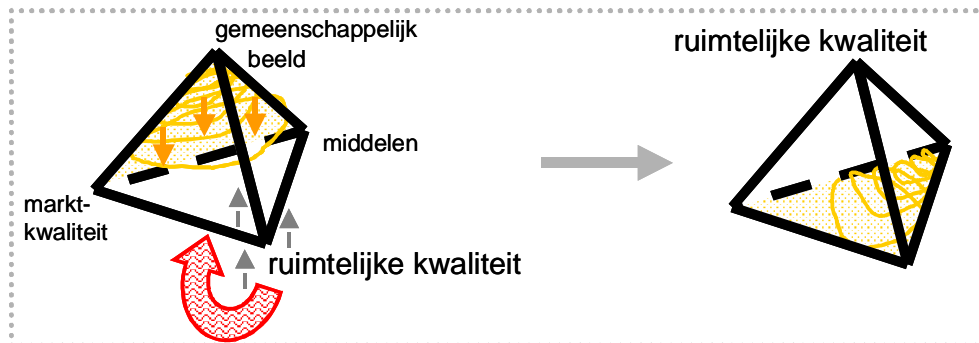 gemeenschappelijk
beeld
middelen
markt-
kwaliteit
ruimtelijke kwaliteit
ruimtelijke kwaliteit